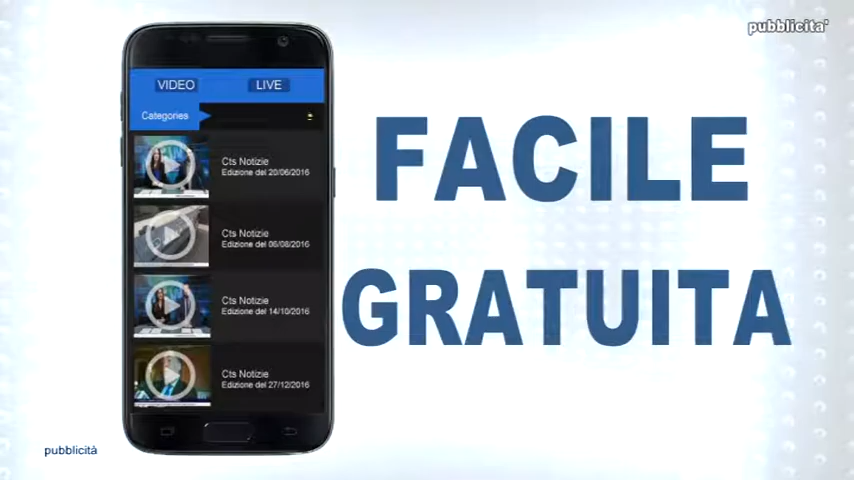 pubblicita'
VIDEO
LIVE
Categories
Cts Notizie
Edizione del 20/06/2016
Cts Notizie
Edizione del 06/08/2016
Cts Notizie
Edizione del 14/10/2016
Cts Notizie
Edizione del 27/12/2016
FACILE
GRATUITA
pubblicità